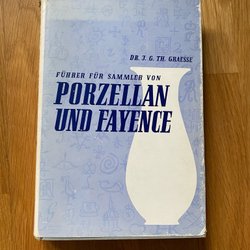 DR. J. G. TH. GRAESSE
FÜHRER FÜR SAMMLER VON
PORZELLAN
UND FAYENCE